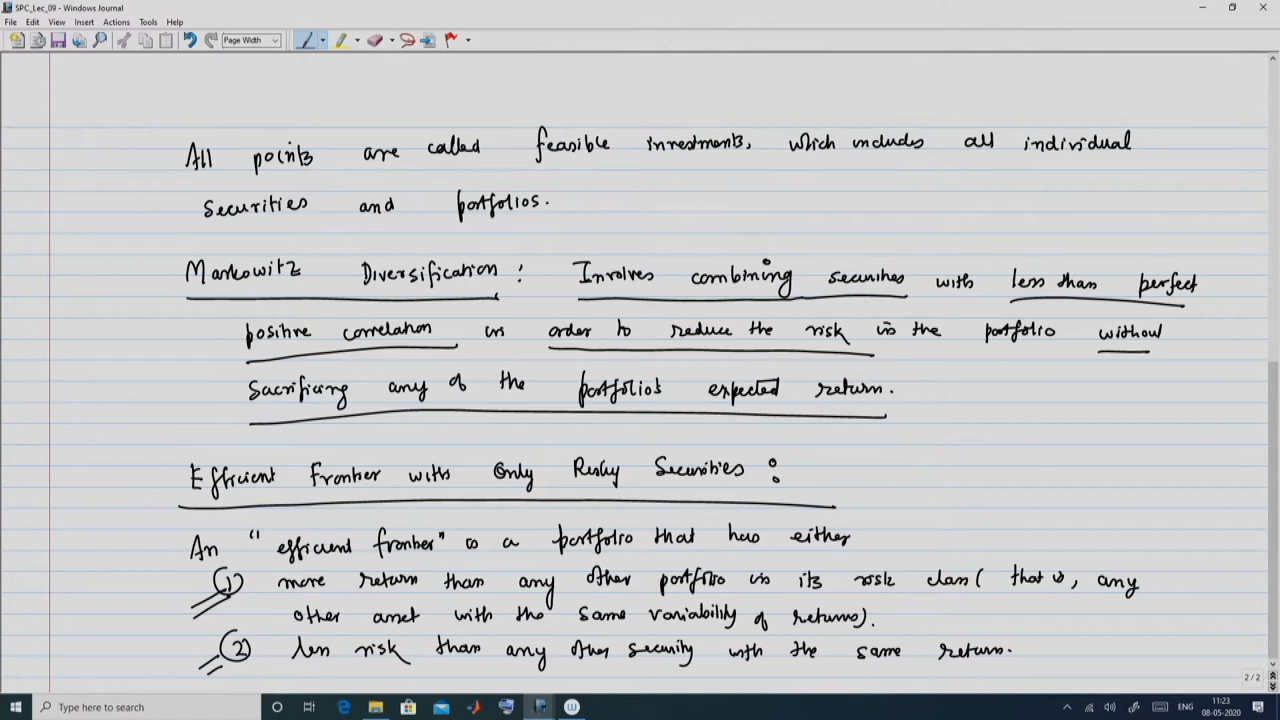 SPC_Lec_09 - Windows Journal
File Edit View Insert Actions Tools Help
Page Width
All points are called feasible investments, which includes all individual
securities and portfolios.
Markowitz Diversification : Involves combining securities with less than perfect
positive correlation in order to reduce the risk in the portfolio without
sacrificing any of the portfolio's expected return.
Efficient Frontier with Only Risky Securities :
An "efficient frontier" is a portfolio that has either
(1) more return than any other portfolio in its risk class (that is, any
other asset with the same variability of returns).
(2) less risk than any other security with the same return.
2 / 2
Type here to search
ENG
11:23
08-05-2020